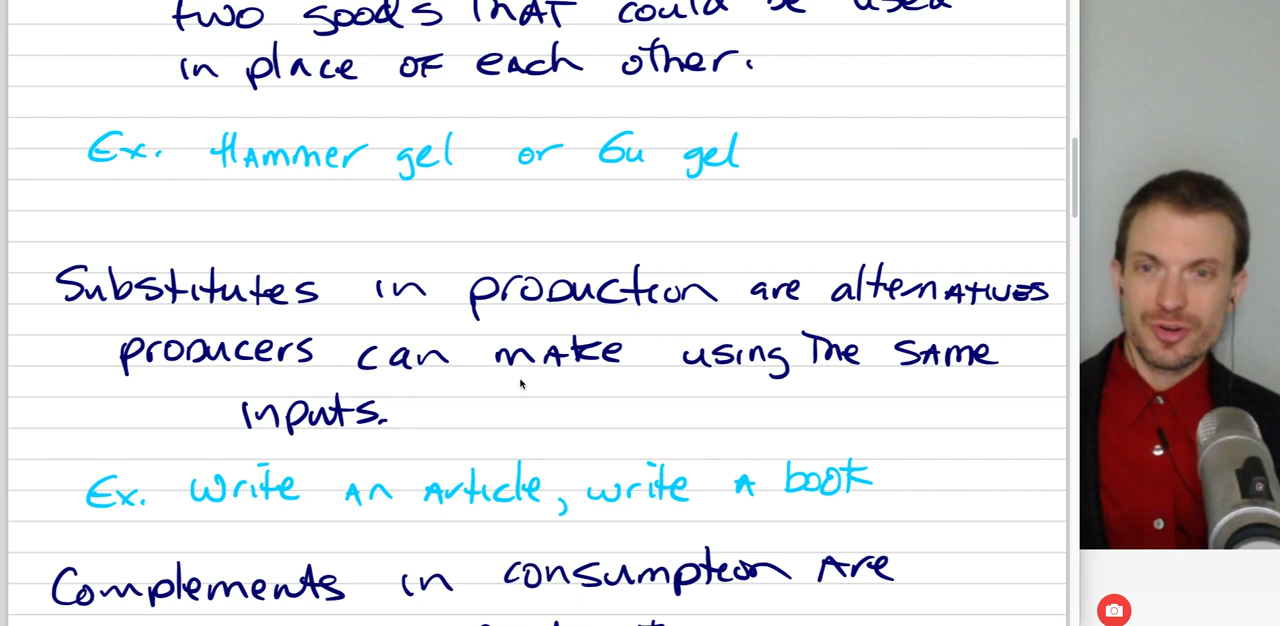 two goods that could be used
in place of each other.
Ex. Hammer gel or Gu gel
Substitutes in production are alternatives
producers can make using the same
inputs.
Ex. Write an article, write a book
Complements in consumption are